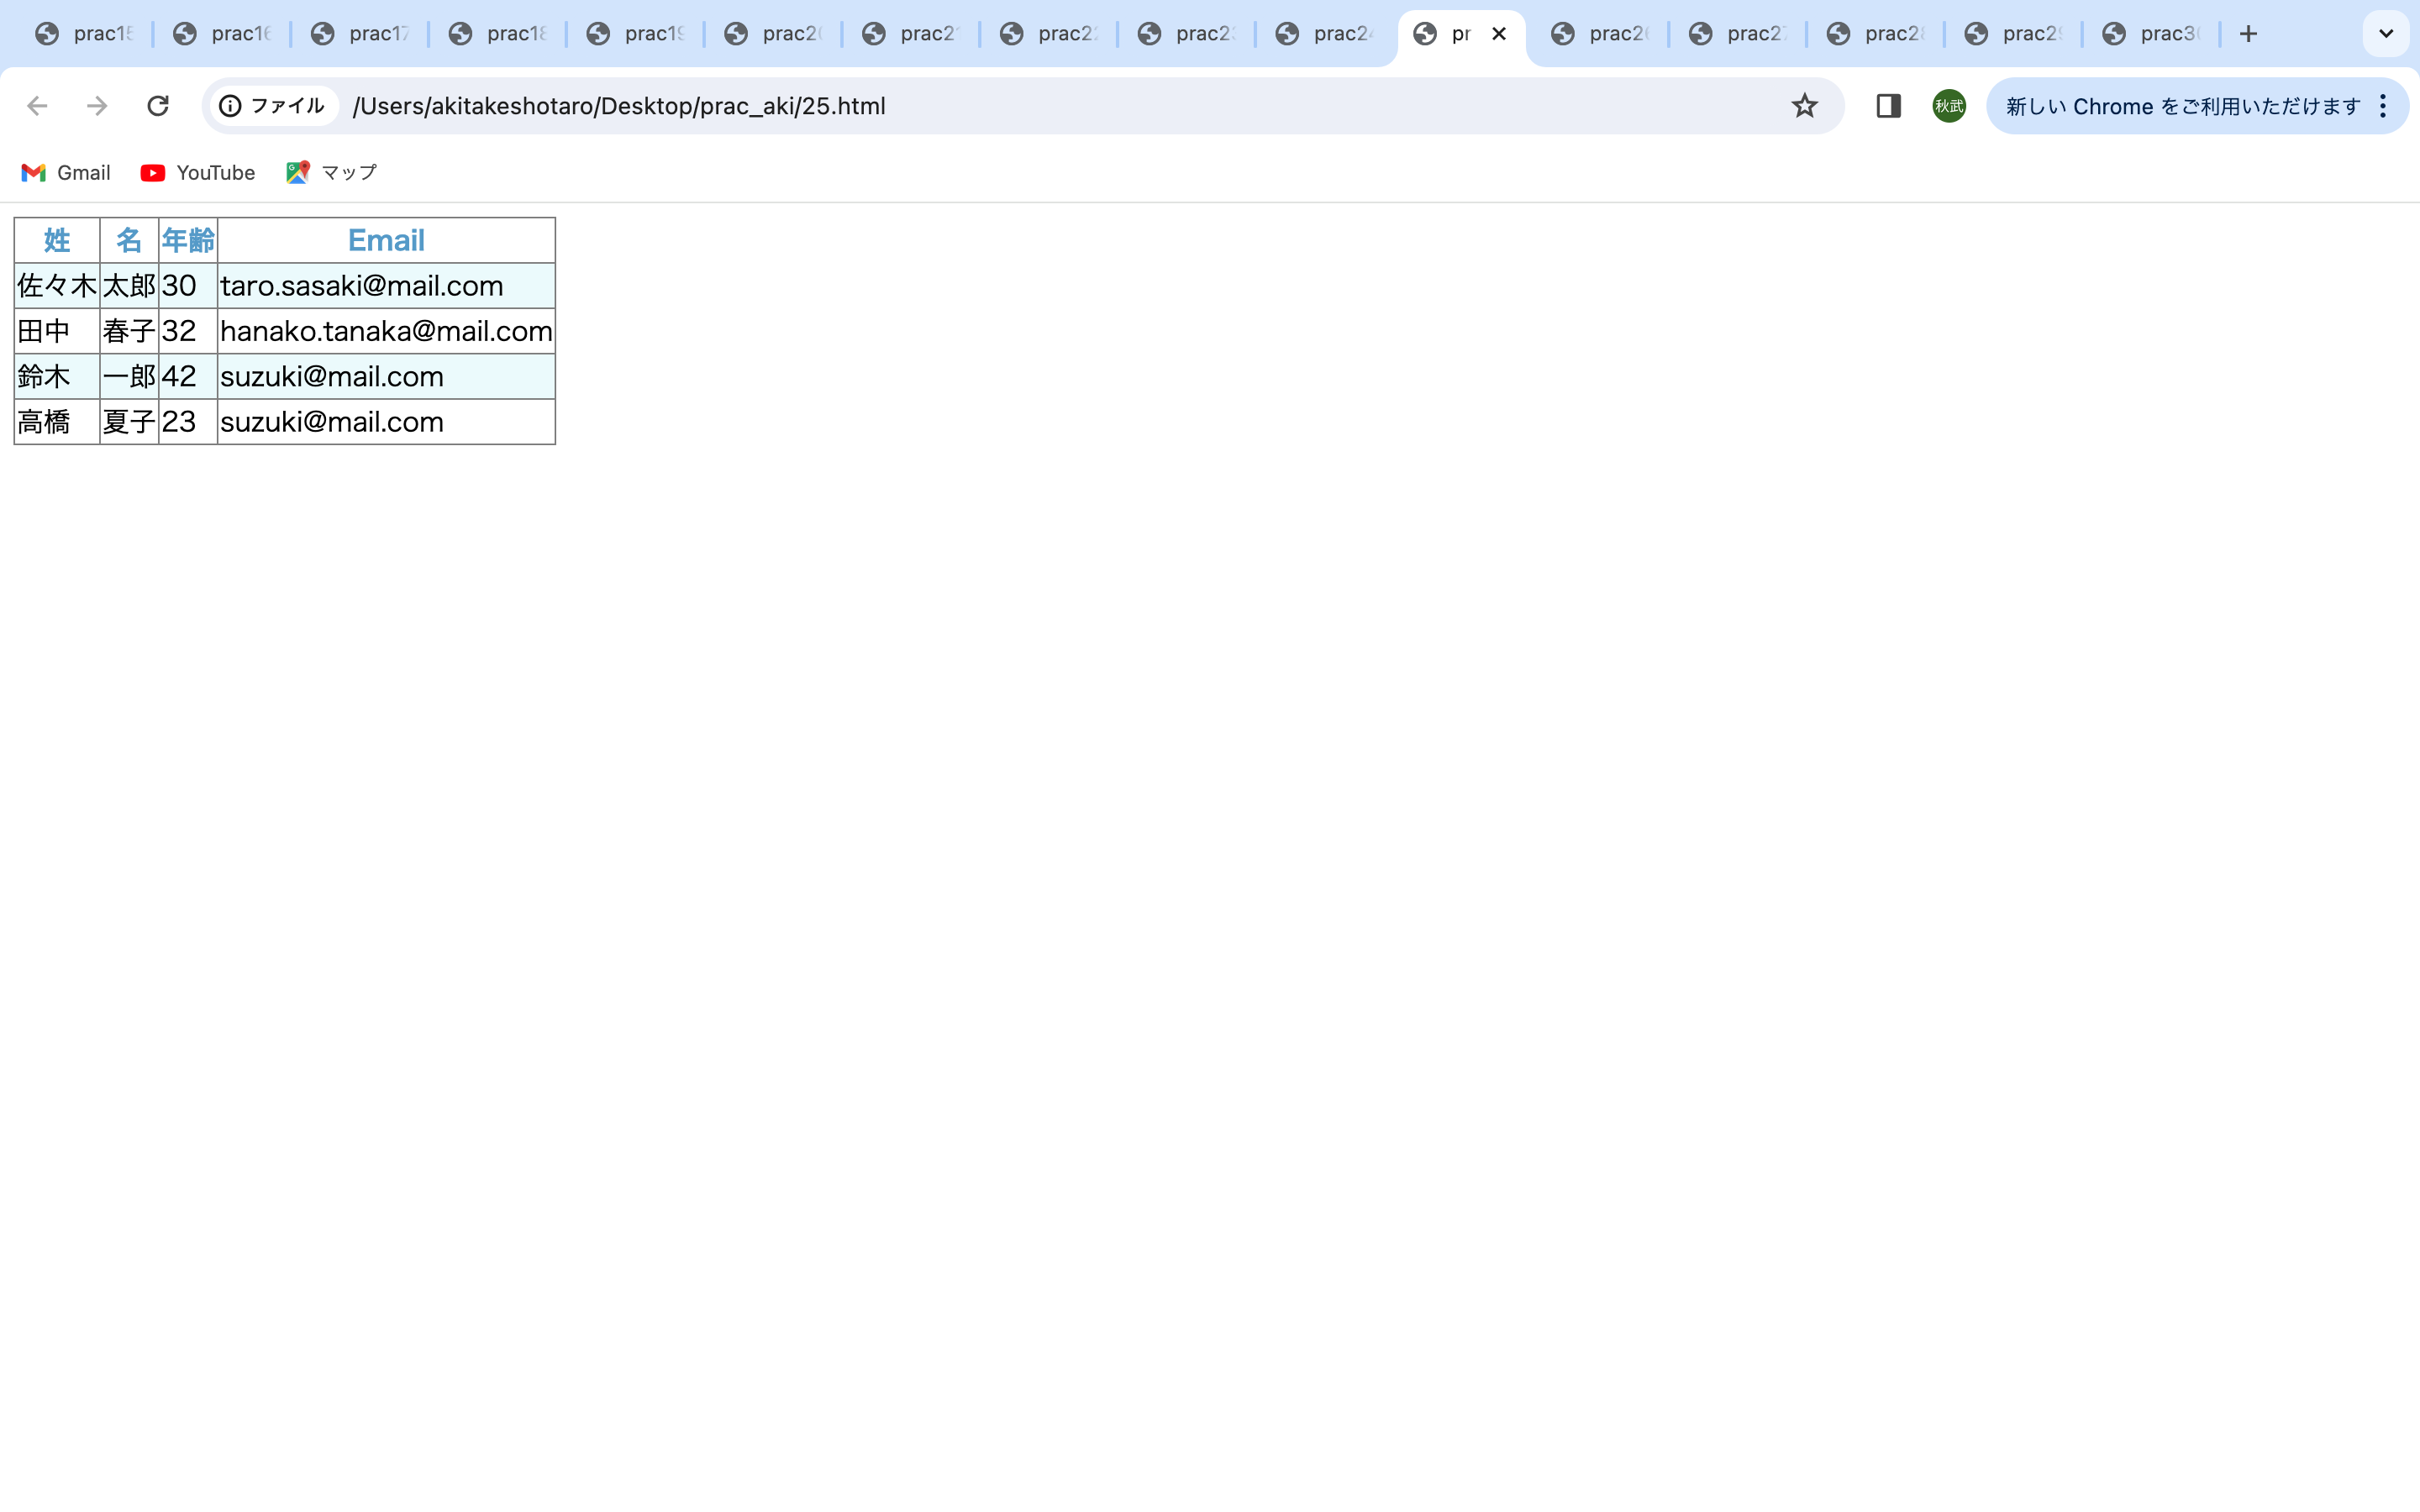 prac15 prac16 prac17 prac18 prac19 prac20 prac21 prac22 prac23 prac24 pr prac26 prac27 prac28 prac29 prac30
ファイル /Users/akitakeshotaro/Desktop/prac_aki/25.html 秋武 新しい Chrome をご利用いただけます
Gmail YouTube マップ
姓 名 年齢 Email
佐々木 太郎 30 taro.sasaki@mail.com
田中 春子 32 hanako.tanaka@mail.com
鈴木 一郎 42 suzuki@mail.com
高橋 夏子 23 suzuki@mail.com